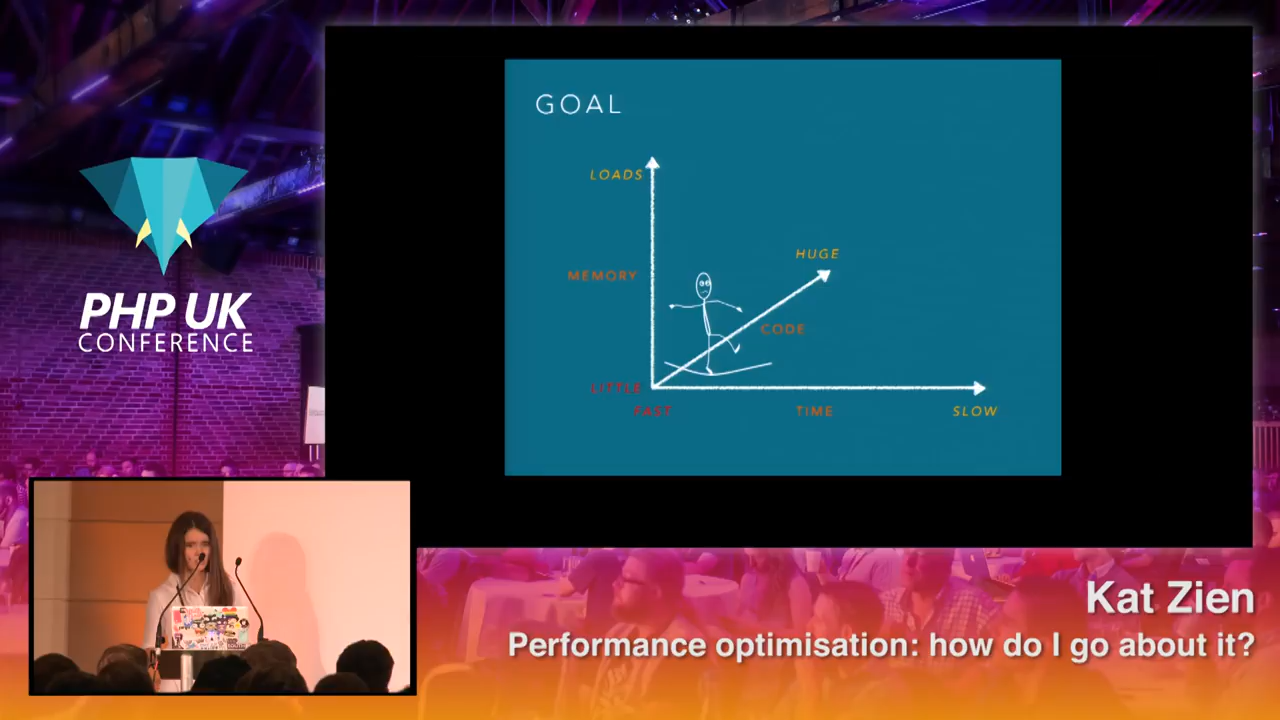 GOAL
LOADS
HUGE
MEMORY
CODE
LITTLE
FAST
TIME
SLOW
PHP UK
CONFERENCE
Kat Zien
Performance optimisation: how do I go about it?